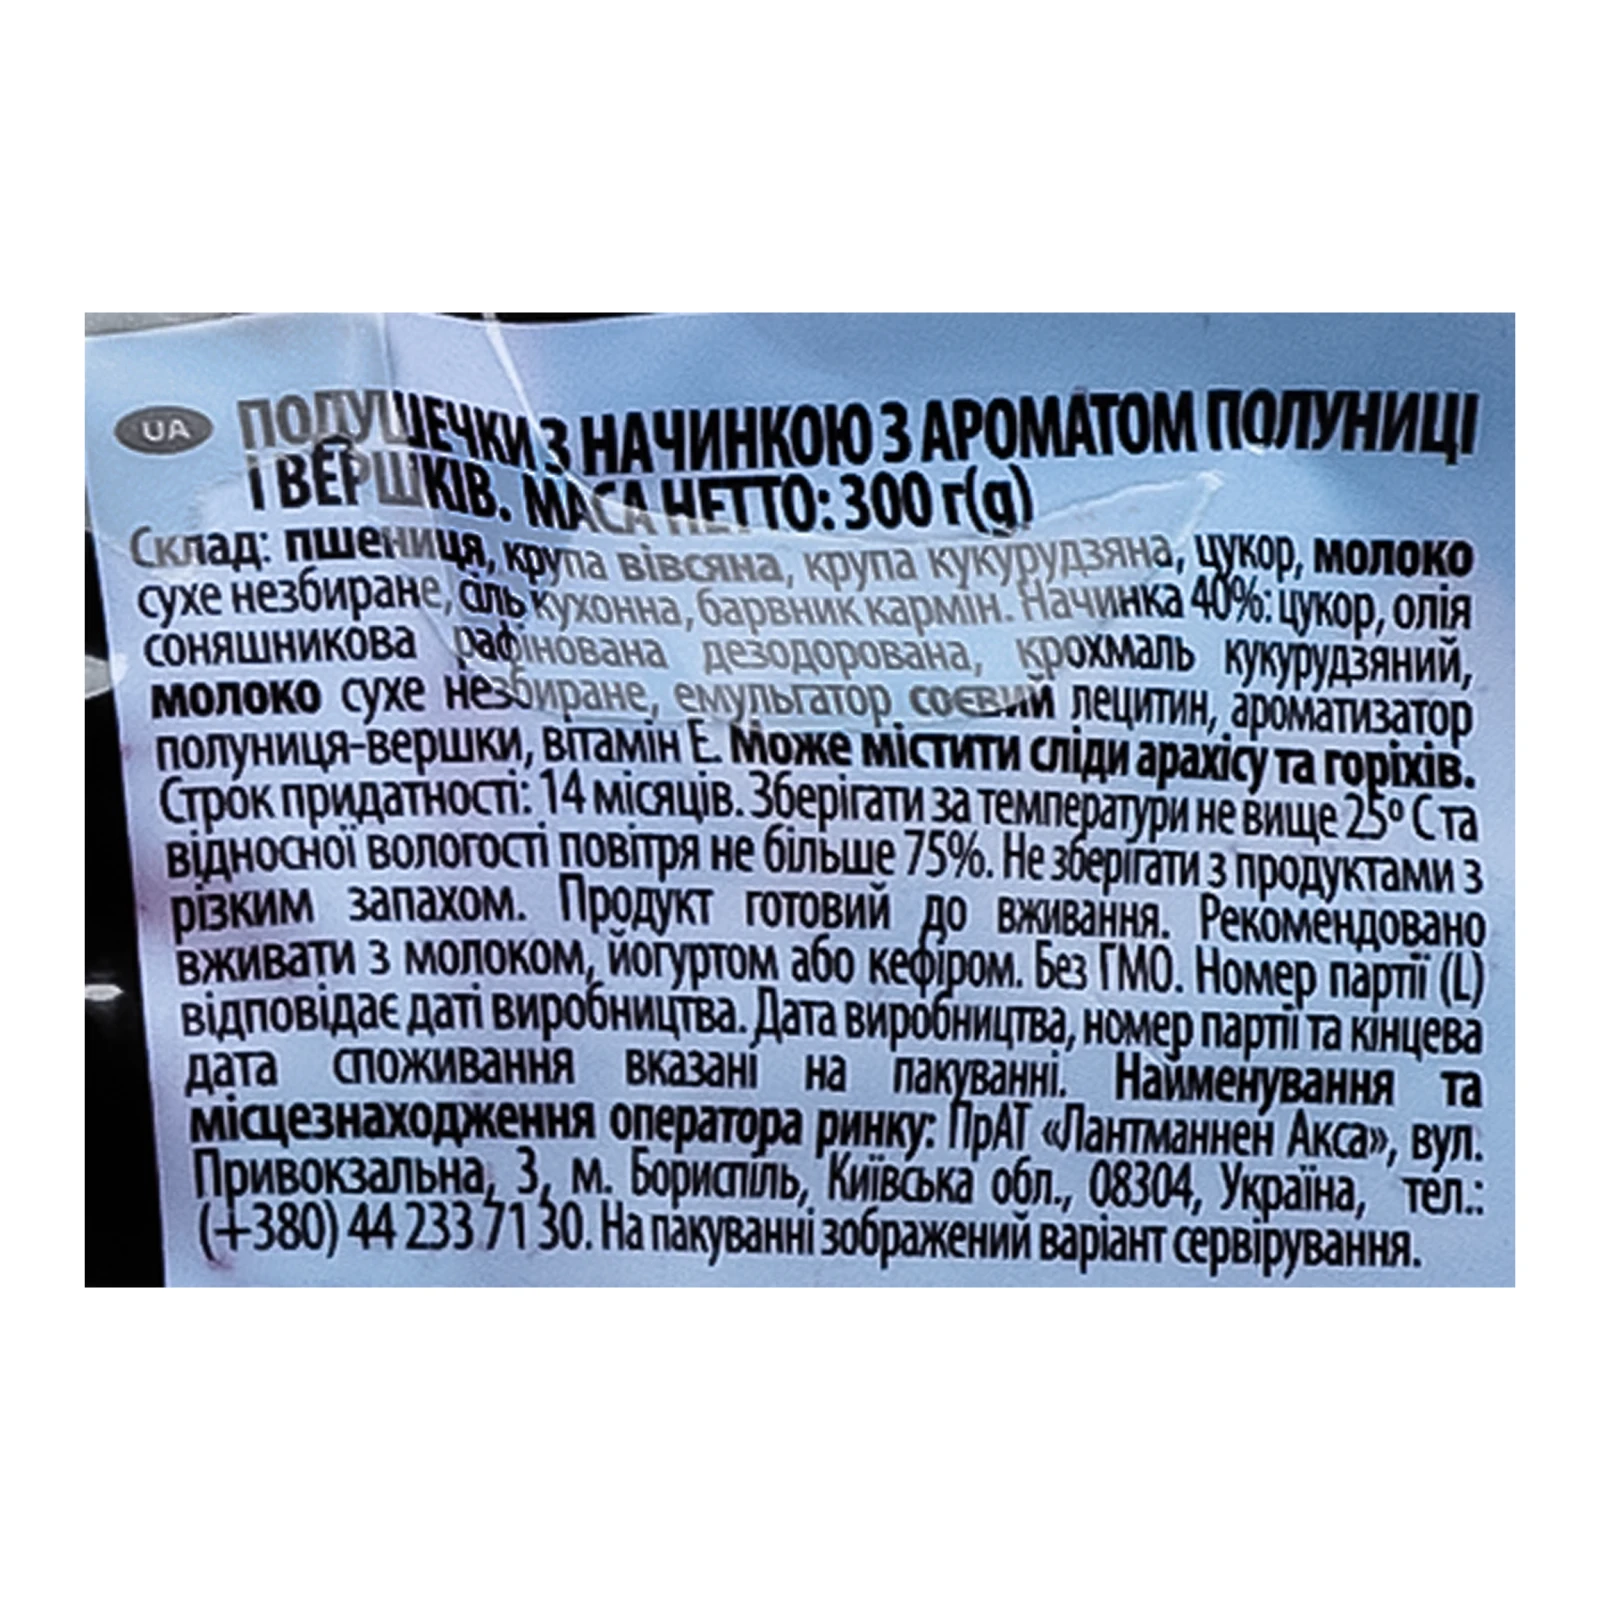 UA ПОДУШЕЧКИ З НАЧИНКОЮ З АРОМАТОМ ПОЛУНИЦІ
І ВЕРШКІВ. МАСА НЕТТО: 300 г(g)
Склад: пшениця, крупа вівсяна, крупа кукурудзяна, цукор, молоко
сухе незбиране, сіль кухонна, барвник кармін. Начинка 40%: цукор, олія
соняшникова рафінована дезодорована, крохмаль кукурудзяний,
молоко сухе незбиране, емульгатор соєвий лецитин, ароматизатор
полуниця-вершки, вітамін Е. Може містити сліди арахісу та горіхів.
Строк придатності: 14 місяців. Зберігати за температури не вище 25º С та
відносної вологості повітря не більше 75%. Не зберігати з продуктами з
різким запахом. Продукт готовий до вживання. Рекомендовано
вживати з молоком, йогуртом або кефіром. Без ГМО. Номер партії (L)
відповідає даті виробництва. Дата виробництва, номер партії та кінцева
дата споживання вказані на пакуванні. Найменування та
місцезнаходження оператора ринку: ПрАТ «Лантманнен Акса», вул.
Привокзальна, 3, м. Бориспіль, Київська обл., 08304, Україна, тел.:
(+380) 44 233 71 30. На пакуванні зображений варіант сервірування.